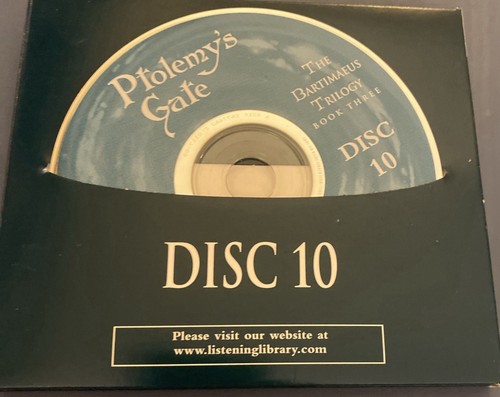 Ptolemy's
Gate
THE
BARTIMAEUS
TRILOGY
BOOK THREE
DISC
10
DISC 10
Please visit our website at
www.listeninglibrary.com